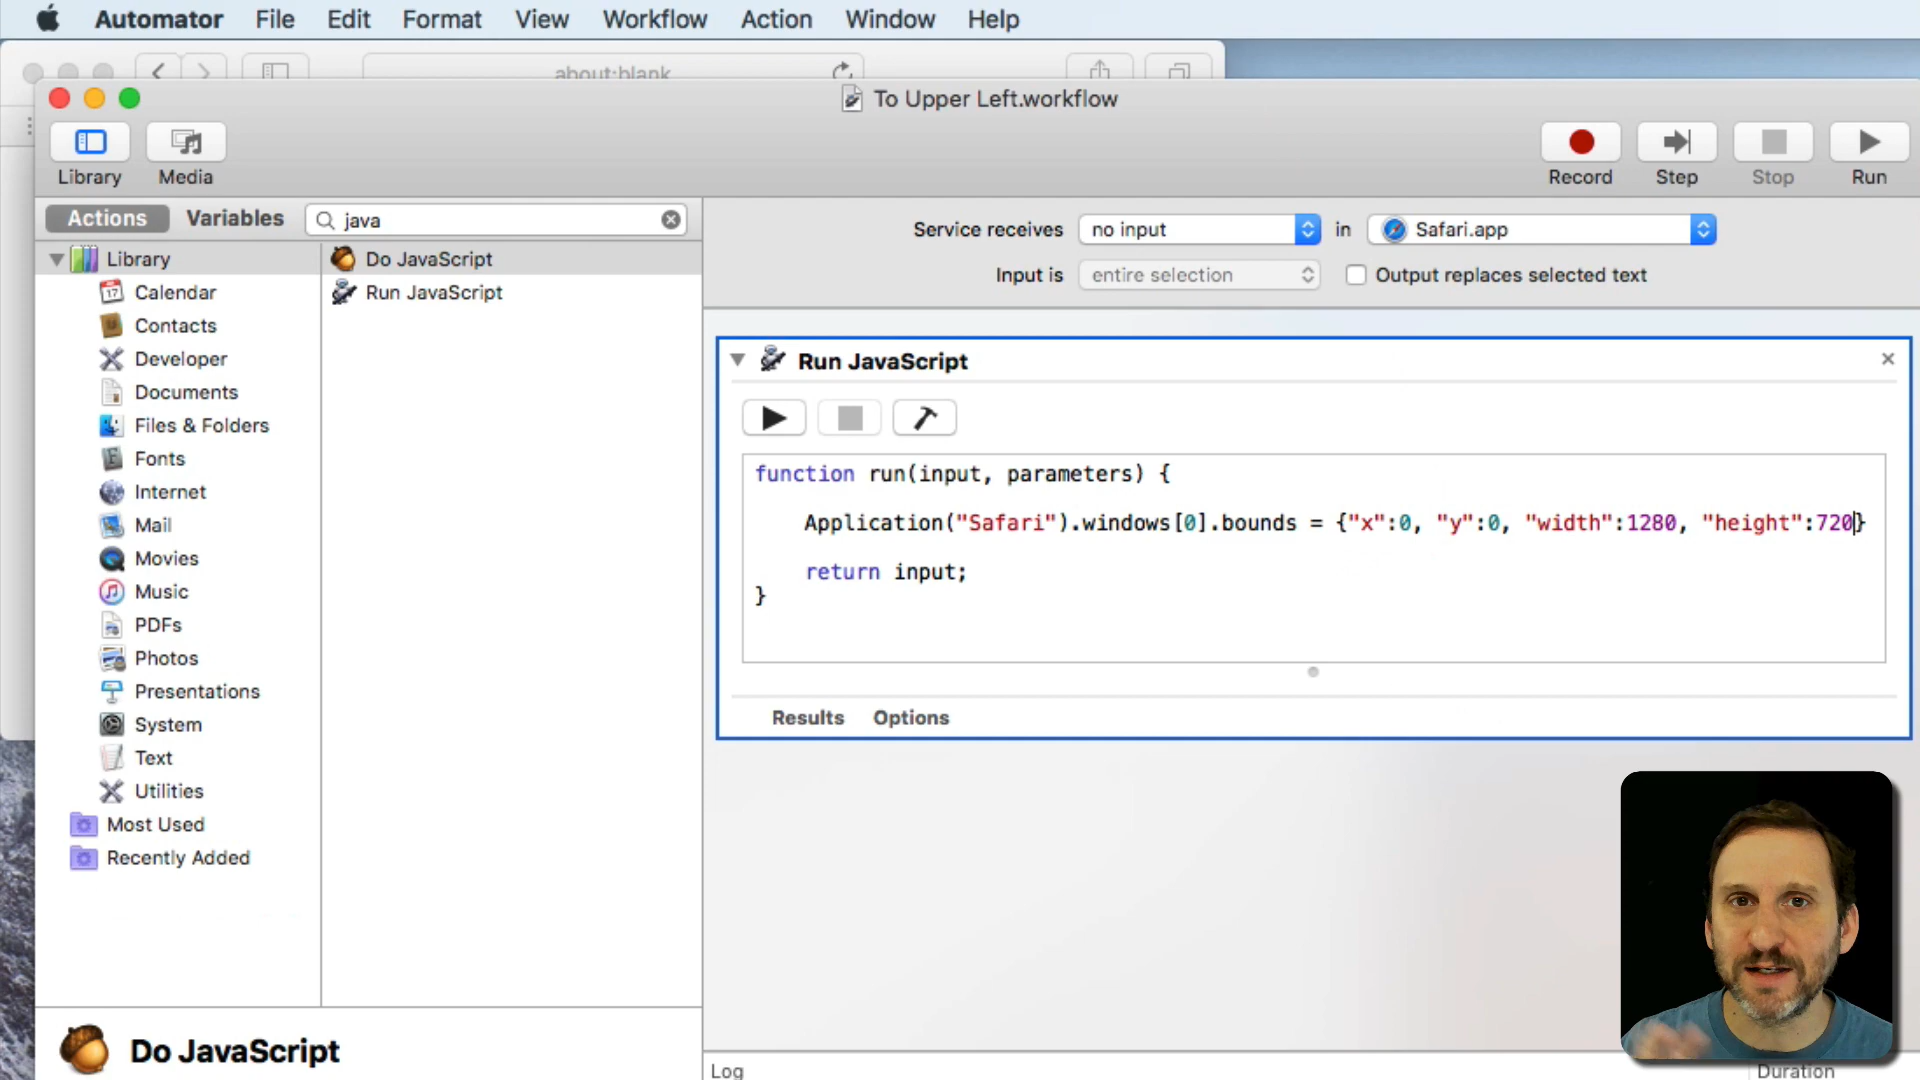 Automator File Edit Format View Workflow Action Window Help
about:blank
To Upper Left.workflow
Library Media Record Step Stop Run
Actions Variables java
Service receives no input in Safari.app
Input is entire selection Output replaces selected text
Library
Calendar
Contacts
Developer
Documents
Files & Folders
Fonts
Internet
Mail
Movies
Music
PDFs
Photos
Presentations
System
Text
Utilities
Most Used
Recently Added
Do JavaScript
Run JavaScript
Run JavaScript
function run(input, parameters) {
Application("Safari").windows[0].bounds = {"x":0, "y":0, "width":1280, "height":720}
return input;
}
Results Options
Do JavaScript
Log Duration